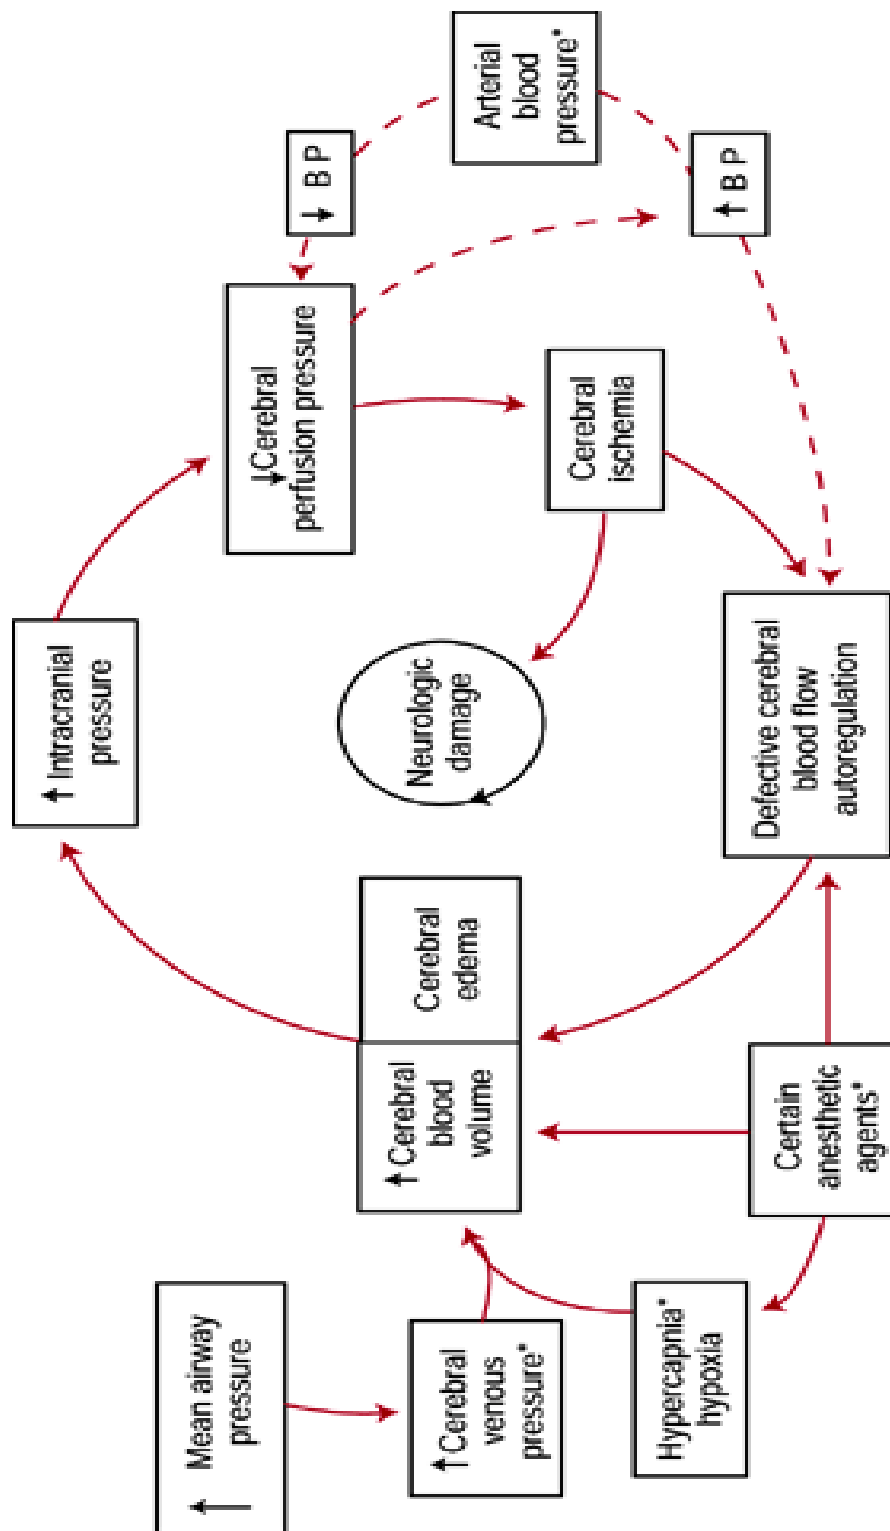 ↑ Mean airway
pressure
↑ Cerebral
venous
pressure*
Hypercapnia*
hypoxia
↑ Cerebral
blood
volume
Cerebral
edema
Certain
anesthetic
agents*
↑ Intracranial
pressure
Neurologic
damage
Defective cerebral
blood flow
autoregulation
↓ Cerebral
perfusion pressure
Cerebral
ischemia
↓ B P
Arterial
blood
pressure*
↑ B P